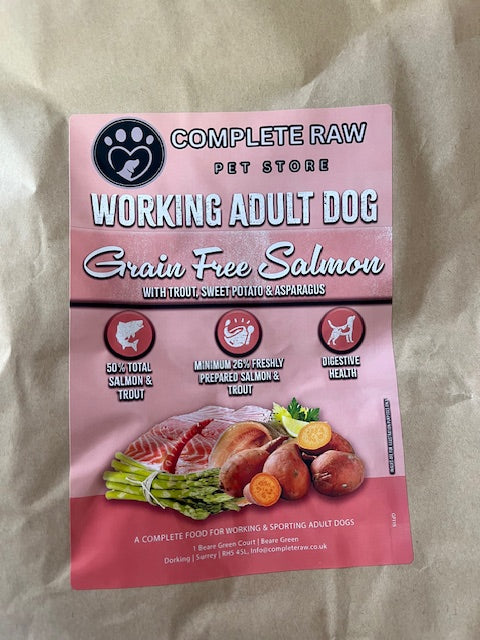 COMPLETE RAW
PET STORE
WORKING ADULT DOG
Grain Free Salmon
WITH TROUT, SWEET POTATO & ASPARAGUS
50% TOTAL
SALMON &
TROUT
MINIMUM 26% FRESHLY
PREPARED SALMON &
TROUT
DIGESTIVE
HEALTH
A COMPLETE FOOD FOR WORKING & SPORTING ADULT DOGS
1 Beare Green Court | Beare Green
Dorking | Surrey | RH5 4SL, Info@completeraw.co.uk